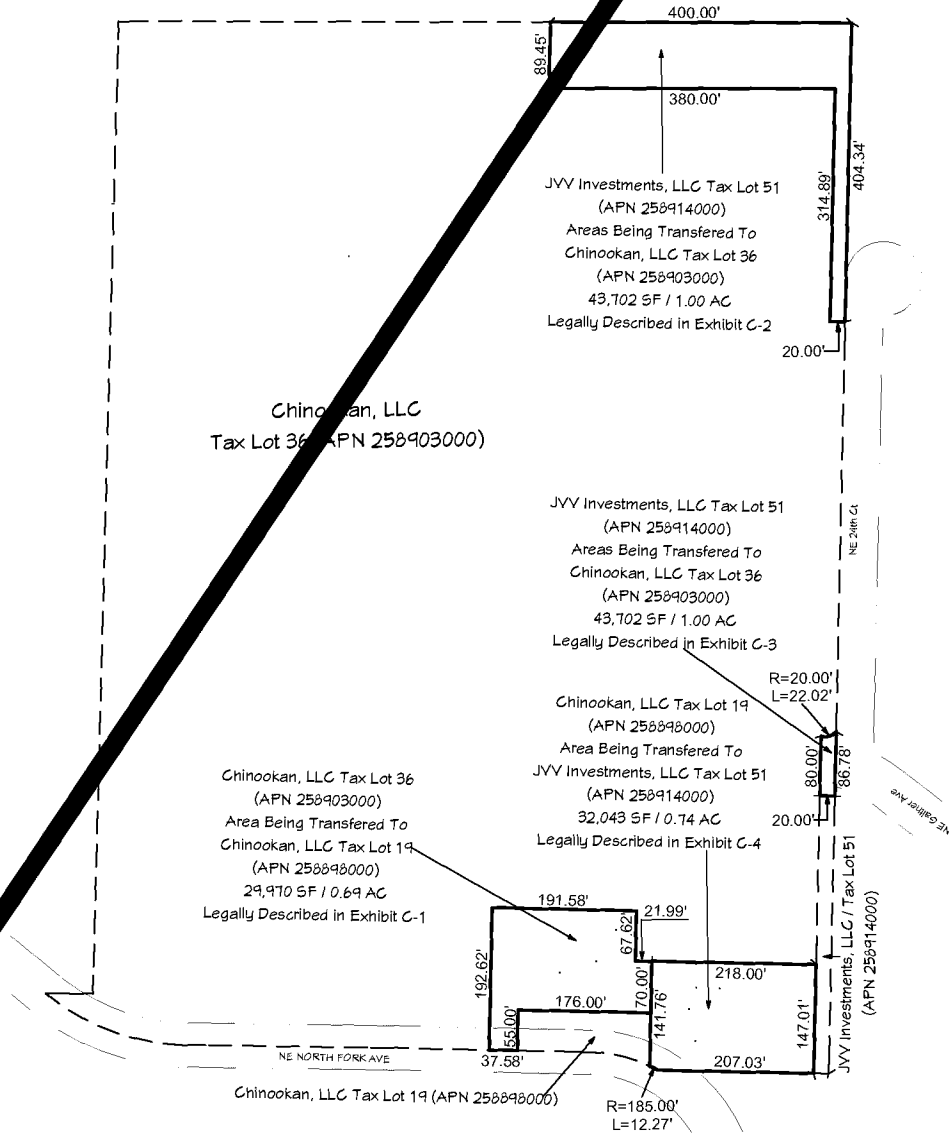 400.00'
89.45'
380.00'
404.34'
314.89'
JVV Investments, LLC Tax Lot 51
(APN 258914000)
Areas Being Transfered To
Chinookan, LLC Tax Lot 36
(APN 258903000)
43,702 SF / 1.00 AC
Legally Described in Exhibit C-2
20.00'
Chinookan, LLC
Tax Lot 36 (APN 258903000)
NE 24th Ct
JVV Investments, LLC Tax Lot 51
(APN 258914000)
Areas Being Transfered To
Chinookan, LLC Tax Lot 36
(APN 258903000)
43,702 SF / 1.00 AC
Legally Described in Exhibit C-3
R=20.00'
L=22.02'
80.00'
86.78'
20.00'
NE Gallner Ave
Chinookan, LLC Tax Lot 19
(APN 258898000)
Area Being Transfered To
JVV Investments, LLC Tax Lot 51
(APN 258914000)
32,043 SF / 0.74 AC
Legally Described in Exhibit C-4
Chinookan, LLC Tax Lot 36
(APN 258903000)
Area Being Transfered To
Chinookan, LLC Tax Lot 19
(APN 258898000)
29,970 SF / 0.69 AC
Legally Described in Exhibit C-1
JVV Investments, LLC / Tax Lot 51
(APN 258914000)
191.58'
21.99'
67.62'
218.00'
192.62'
70.00'
141.76'
147.01'
176.00'
55.00'
37.58'
207.03'
NE NORTH FORK AVE
Chinookan, LLC Tax Lot 19 (APN 258898000)
R=185.00'
L=12.27'